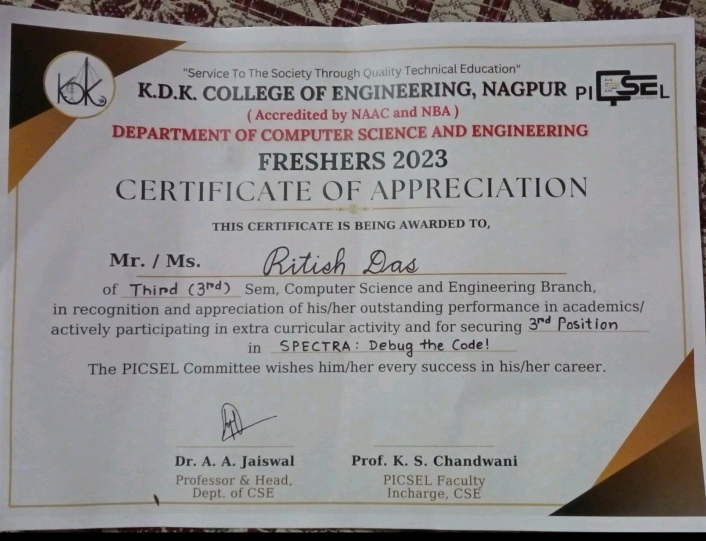 "Service To The Society Through Quality Technical Education"
KDK
K.D.K. COLLEGE OF ENGINEERING, NAGPUR
PICSEL
( Accredited by NAAC and NBA )
DEPARTMENT OF COMPUTER SCIENCE AND ENGINEERING
FRESHERS 2023
CERTIFICATE OF APPRECIATION
THIS CERTIFICATE IS BEING AWARDED TO,
Mr. / Ms. Ritish Das
of Third (3rd) Sem, Computer Science and Engineering Branch,
in recognition and appreciation of his/her outstanding performance in academics/
actively participating in extra curricular activity and for securing 3rd Position
in SPECTRA : Debug the Code!
The PICSEL Committee wishes him/her every success in his/her career.
Dr. A. A. Jaiswal
Professor & Head,
Dept. of CSE
Prof. K. S. Chandwani
PICSEL Faculty
Incharge, CSE